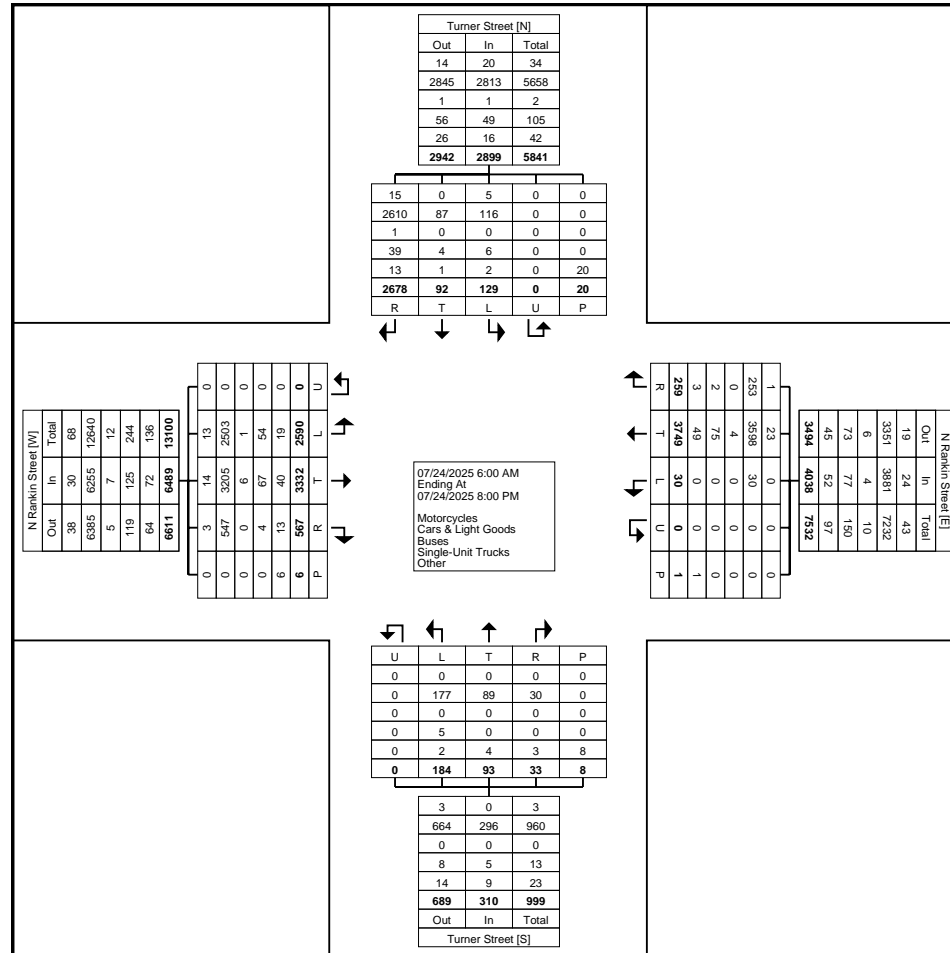 Turner Street [N]
Out In Total
14 20 34
2845 2813 5658
1 1 2
56 49 105
26 16 42
2942 2899 5841
15 0 5 0 0
2610 87 116 0 0
1 0 0 0 0
39 4 6 0 0
13 1 2 0 20
2678 92 129 0 20
R T L U P
N Rankin Street [W]
Out In Total
38 30 68
6385 6255 12640
5 7 12
119 125 244
64 72 136
6611 6489 13100
0 3 14 13 0
0 547 3205 2503 0
0 0 6 1 0
0 4 67 54 0
6 13 40 19 0
6 567 3332 2590 0
P R T L U
07/24/2025 6:00 AM
Ending At
07/24/2025 8:00 PM
Motorcycles
Cars & Light Goods
Buses
Single-Unit Trucks
Other
N Rankin Street [E]
Out In Total
19 24 43
3351 3881 7232
6 4 10
73 77 150
45 52 97
3494 4038 7532
1 23 0 0 0
253 3598 30 0 0
0 4 0 0 0
2 75 0 0 0
3 49 0 0 1
259 3749 30 0 1
R T L U P
U L T R P
0 0 0 0 0
0 177 89 30 0
0 0 0 0 0
0 5 0 0 0
0 2 4 3 8
0 184 93 33 8
3 0 3
664 296 960
0 0 0
8 5 13
14 9 23
689 310 999
Out In Total
Turner Street [S]